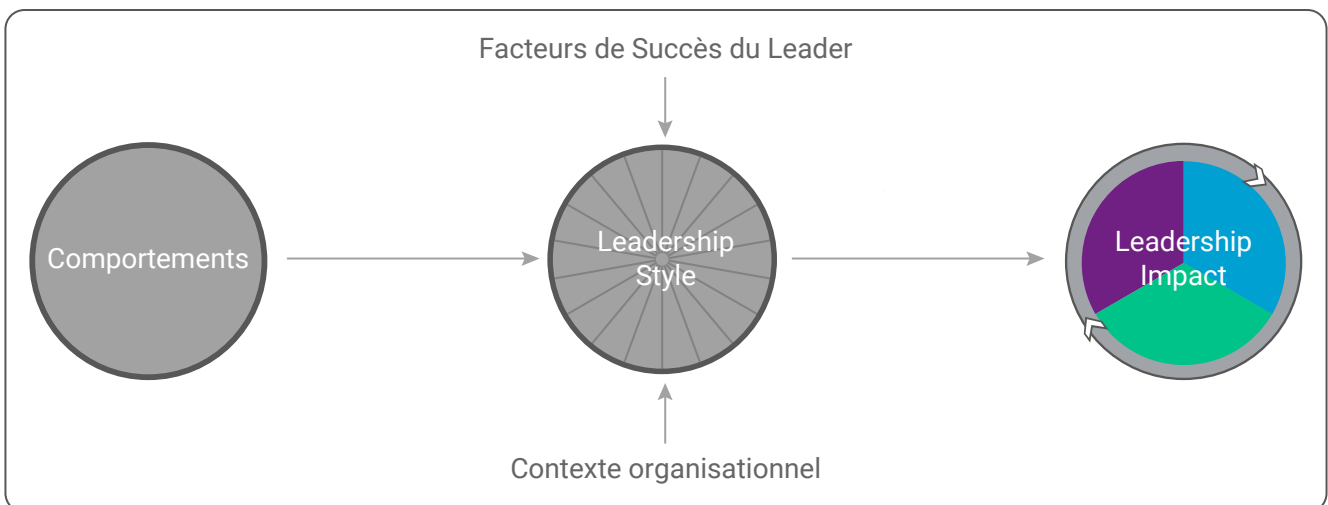 Facteurs de Succès du Leader
Comportements
Leadership
Style
Leadership
Impact
Contexte organisationnel